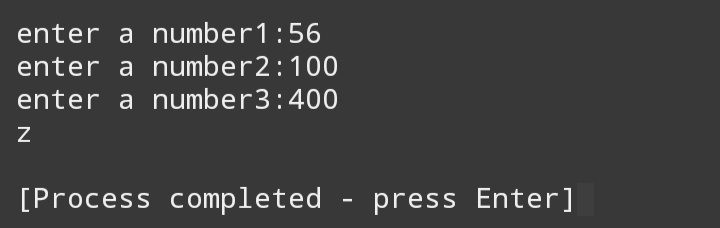 enter a number1:56
enter a number2:100
enter a number3:400
z
[Process completed - press Enter]